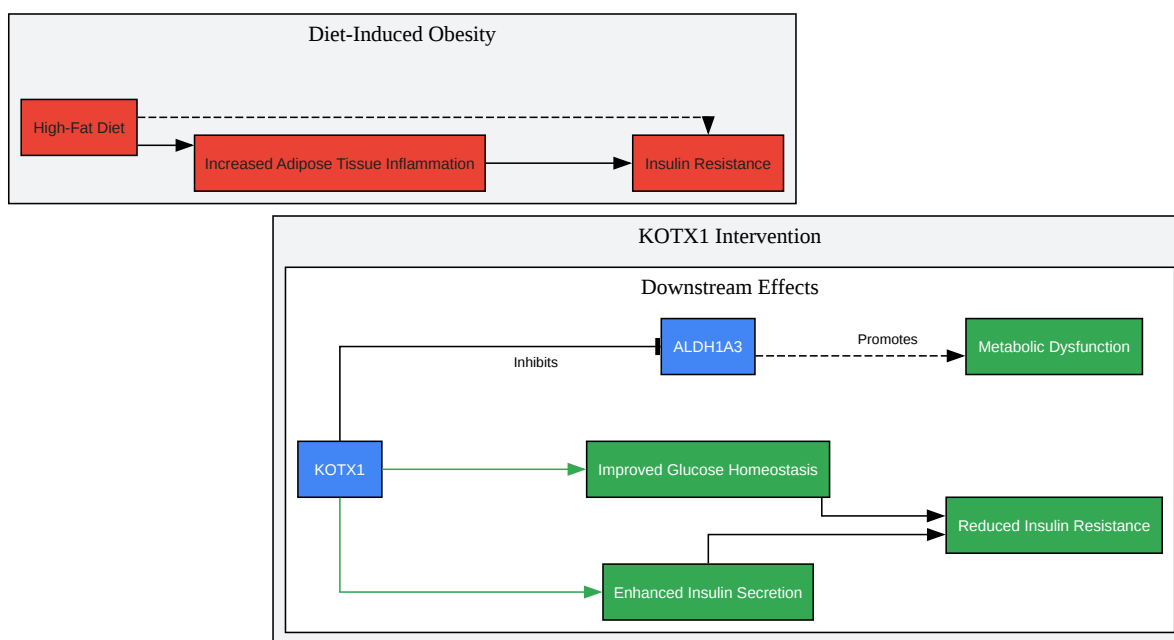 Diet-Induced Obesity
High-Fat Diet
Increased Adipose Tissue Inflammation
Insulin Resistance
KOTX1 Intervention
Downstream Effects
ALDH1A3
Promotes
Metabolic Dysfunction
Inhibits
KOTX1
Improved Glucose Homeostasis
Reduced Insulin Resistance
Enhanced Insulin Secretion